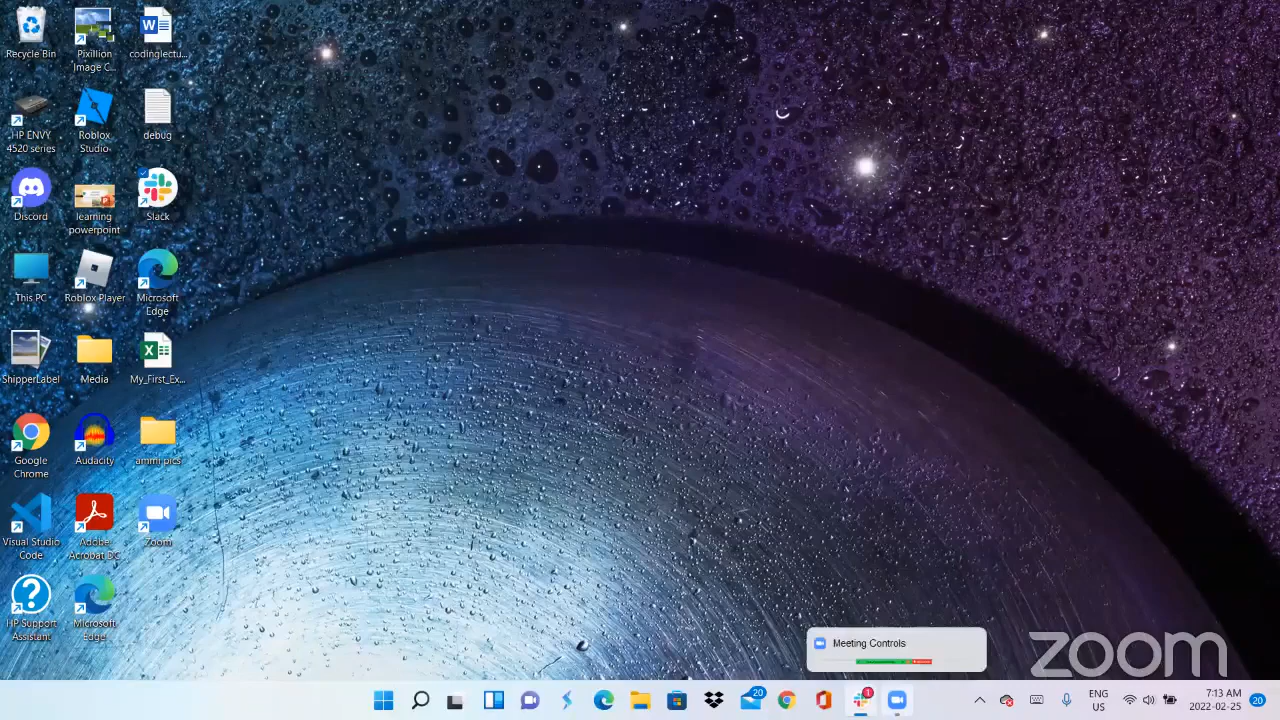 Recycle Bin
Pixillion
Image C...
codinglectu...
HP ENVY
4520 series
Roblox
Studio
debug
Discord
learning
powerpoint
Slack
This PC
Roblox Player
Microsoft
Edge
ShipperLabel
Media
My_First_Ex...
Google
Chrome
Audacity
ammi pics
Visual Studio
Code
Adobe
Acrobat DC
Zoom
HP Support
Assistant
Microsoft
Edge
Meeting Controls
zoom
20
1
ENG
US
7:13 AM
2022-02-25
20